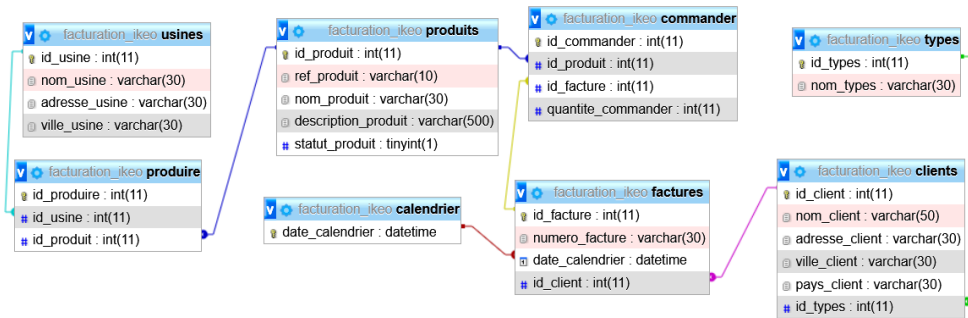 facturation_ikeo usines
id_usine : int(11)
nom_usine : varchar(30)
adresse_usine : varchar(30)
ville_usine : varchar(30)
facturation_ikeo produits
id_produit : int(11)
ref_produit : varchar(10)
nom_produit : varchar(30)
description_produit : varchar(500)
statut_produit : tinyint(1)
facturation_ikeo commander
id_commander : int(11)
id_produit : int(11)
id_facture : int(11)
quantite_commander : int(11)
facturation_ikeo types
id_types : int(11)
nom_types : varchar(30)
facturation_ikeo produire
id_produire : int(11)
id_usine : int(11)
id_produit : int(11)
facturation_ikeo calendrier
date_calendrier : datetime
facturation_ikeo factures
id_facture : int(11)
numero_facture : varchar(30)
date_calendrier : datetime
id_client : int(11)
facturation_ikeo clients
id_client : int(11)
nom_client : varchar(50)
adresse_client : varchar(30)
ville_client : varchar(30)
pays_client : varchar(30)
id_types : int(11)